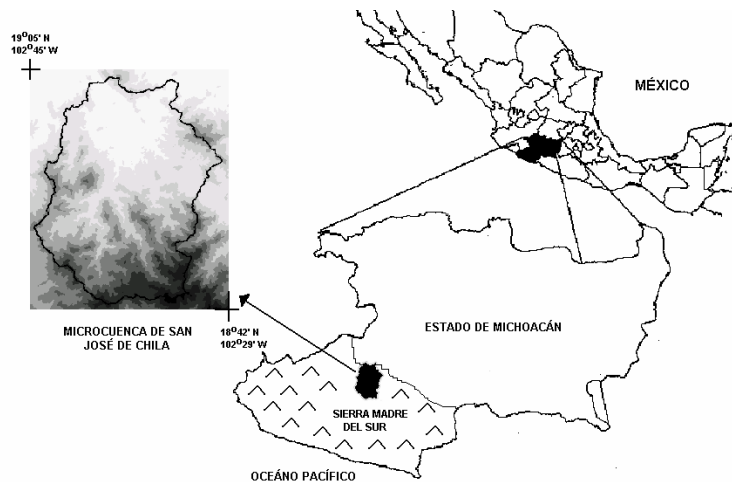 19º05' N
102º45' W
MÉXICO
ESTADO DE MICHOACÁN
MICROCUENCA DE SAN
JOSÉ DE CHILA
18º42' N
102º29' W
SIERRA MADRE
DEL SUR
OCEÁNO PACÍFICO